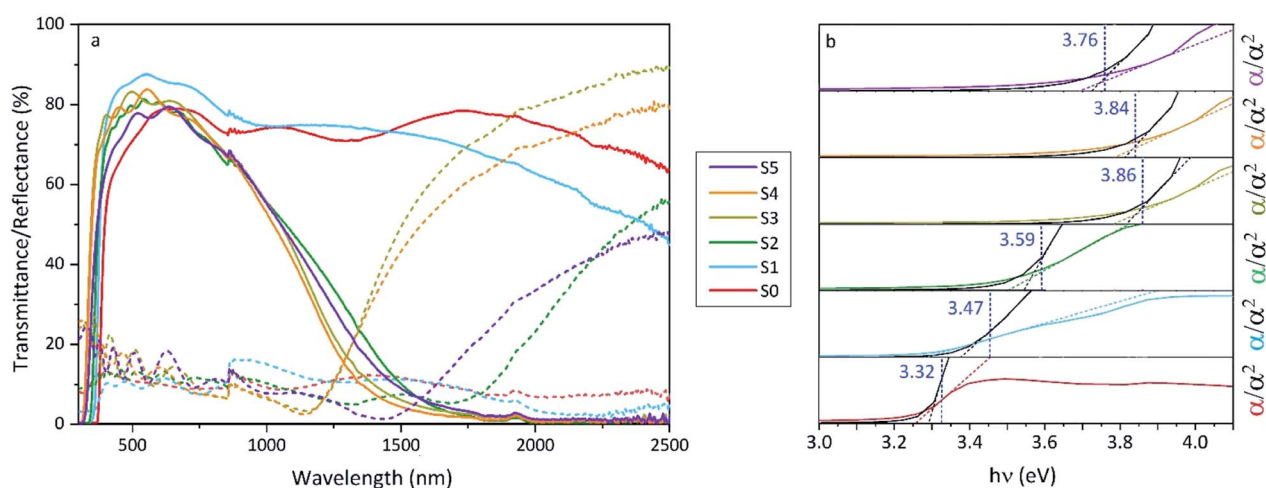 a
100
80
60
40
20
0
Transmittance/Reflectance (%)
500
1000
1500
2000
2500
Wavelength (nm)
S5
S4
S3
S2
S1
S0
b
3.76
3.84
3.86
3.59
3.47
3.32
α/α²
α/α²
α/α²
α/α²
α/α²
α/α²
3.0
3.2
3.4
3.6
3.8
4.0
hν (eV)